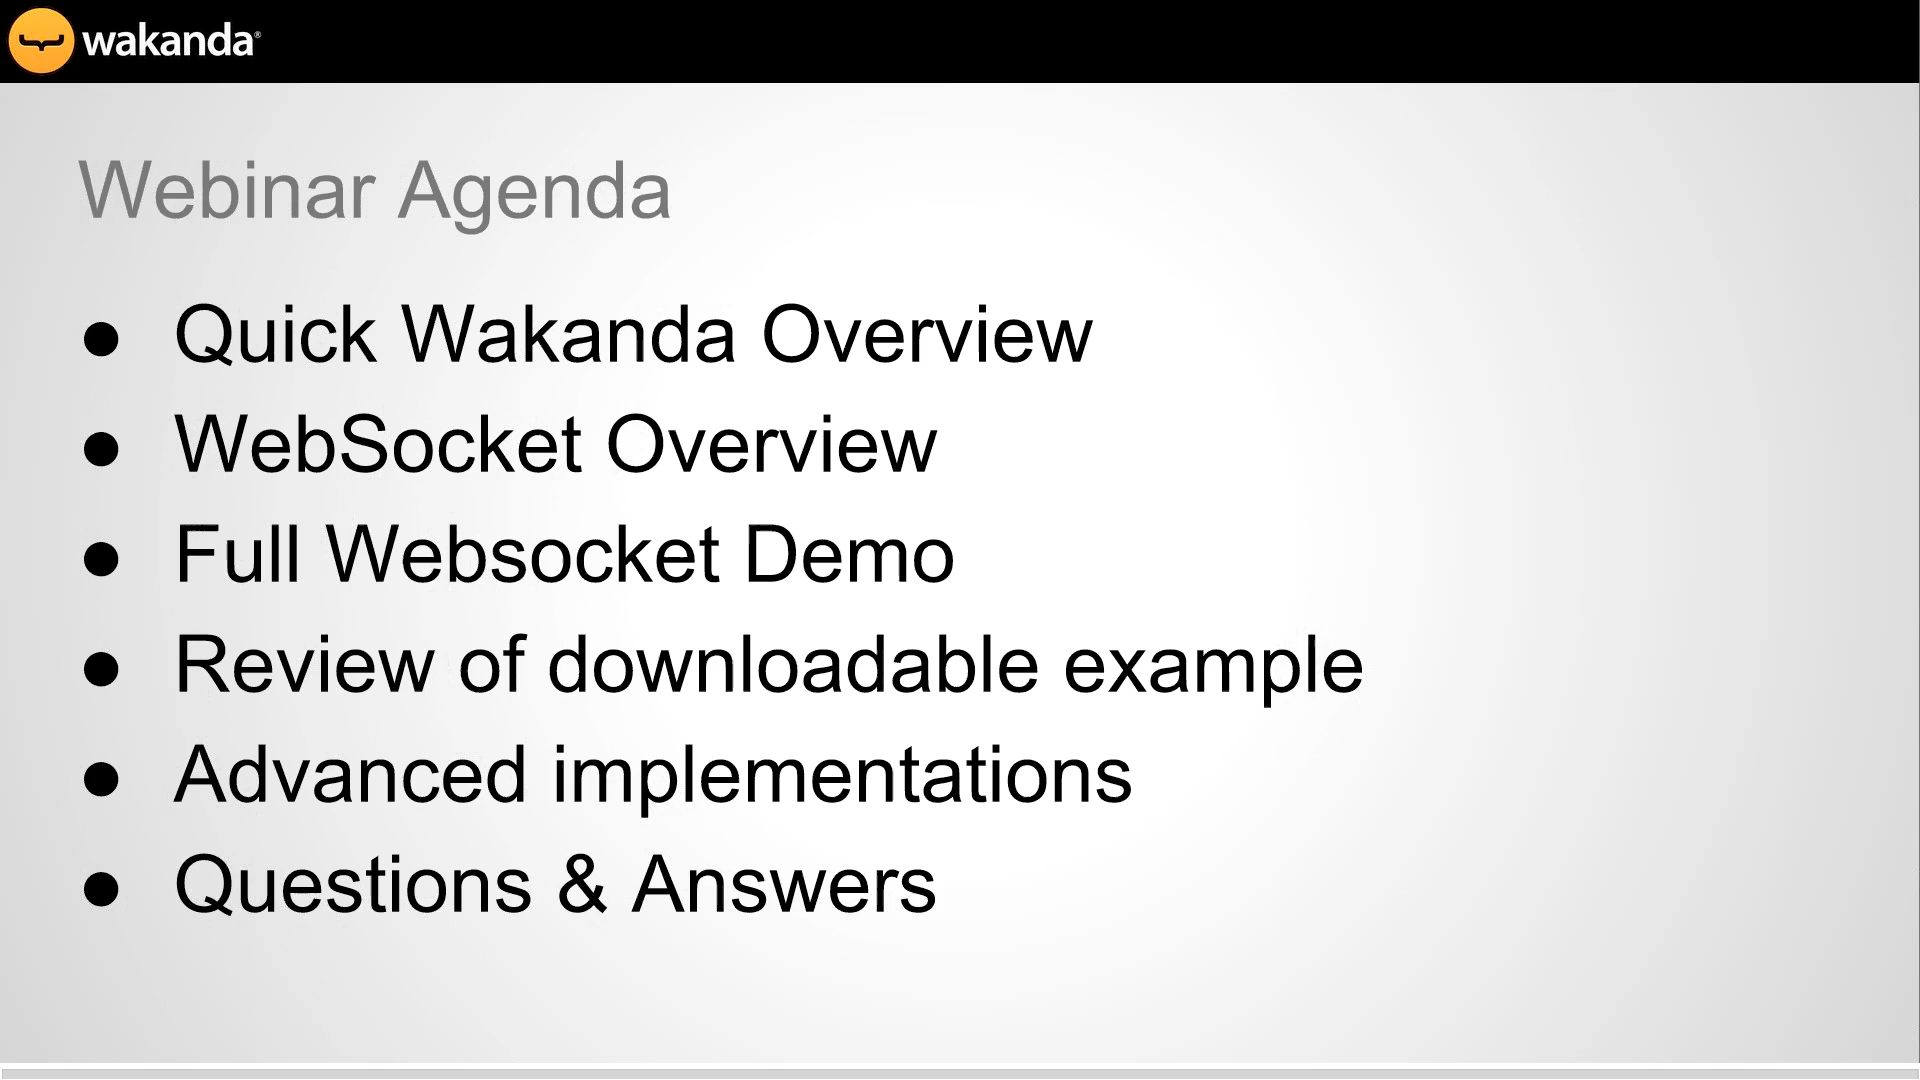 wakanda®
Webinar Agenda
● Quick Wakanda Overview
● WebSocket Overview
● Full Websocket Demo
● Review of downloadable example
● Advanced implementations
● Questions & Answers